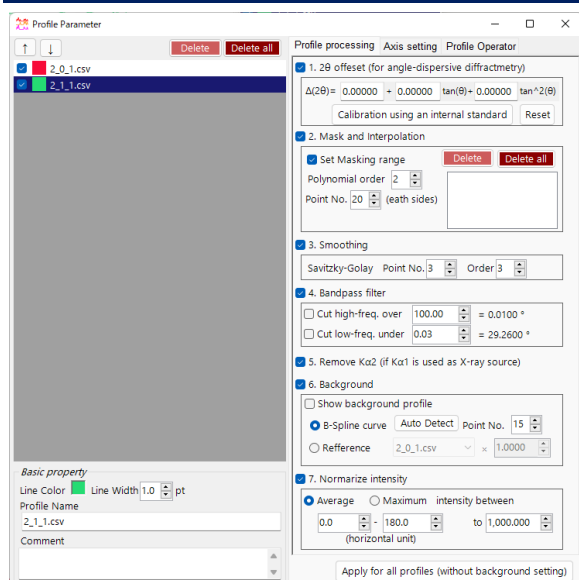 Profile Parameter
↑ ↓ Delete Delete all
2_0_1.csv
2_1_1.csv
Basic property
Line Color Line Width 1.0 pt
Profile Name
2_1_1.csv
Comment
Profile processing Axis setting Profile Operator
1. 2θ offeset (for angle-dispersive diffractmetry)
Δ(2θ)= 0.00000 + 0.00000 tan(θ)+ 0.00000 tan^2(θ)
Calibration using an internal standard Reset
2. Mask and Interpolation
Set Masking range Delete Delete all
Polynomial order 2
Point No. 20 (eath sides)
3. Smoothing
Savitzky-Golay Point No. 3 Order 3
4. Bandpass filter
Cut high-freq. over 100.00 = 0.0100 °
Cut low-freq. under 0.03 = 29.2600 °
5. Remove Kα2 (if Kα1 is used as X-ray source)
6. Background
Show background profile
B-Spline curve Auto Detect Point No. 15
Refference 2_0_1.csv × 1.0000
7. Normarize intensity
Average Maximum intensity between
0.0 - 180.0 to 1,000.000
(horizontal unit)
Apply for all profiles (without background setting)